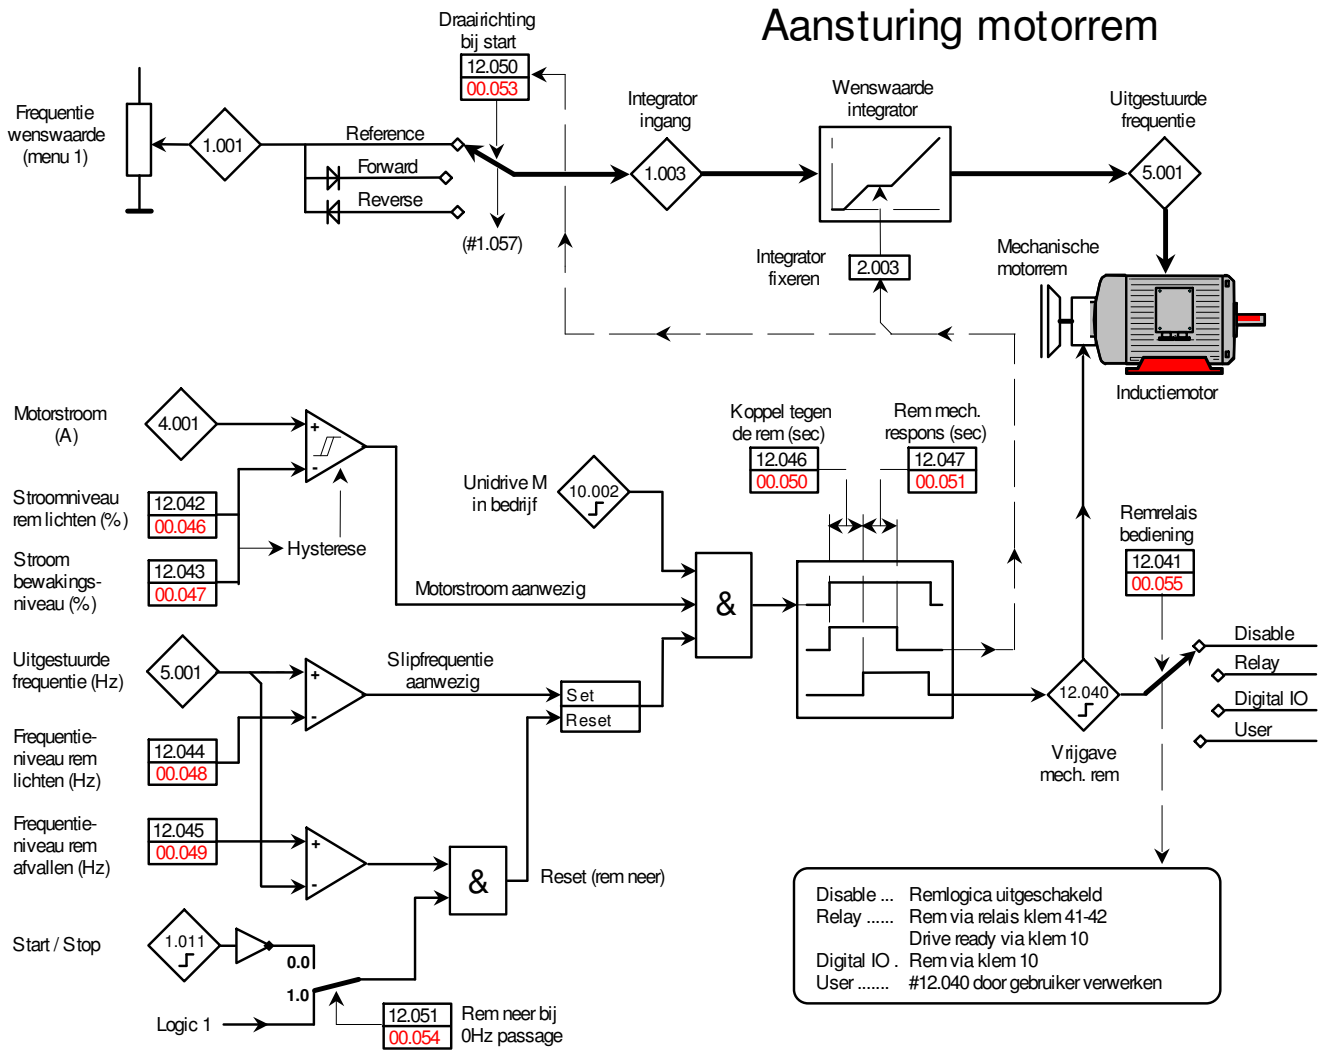 Aansturing motorrem
Draairichting
bij start
12.050
00.053
Frequentie
wenswaarde
(menu 1)
1.001
Reference
Forward
Reverse
(#1.057)
Integrator
ingang
1.003
Wenswaarde
integrator
Integrator
fixeren
2.003
Uitgestuurde
frequentie
5.001
Mechanische
motorrem
Inductiemotor
Motorstroom
(A)
4.001
+
-
Stroomniveau
rem lichten (%)
12.042
00.046
Hysterese
Stroom
bewakings-
niveau (%)
12.043
00.047
Unidrive M
in bedrijf
10.002
Motorstroom aanwezig
&
Koppel tegen
de rem (sec)
12.046
00.050
Rem mech.
respons (sec)
12.047
00.051
Remrelais
bediening
12.041
00.055
Disable
Relay
Digital IO
User
12.040
Vrijgave
mech. rem
Uitgestuurde
frequentie (Hz)
5.001
+
-
Slipfrequentie
aanwezig
Set
Reset
Frequentie-
niveau rem
lichten (Hz)
12.044
00.048
Frequentie-
niveau rem
afvallen (Hz)
12.045
00.049
+
-
&
Reset (rem neer)
Start / Stop
1.011
0.0
1.0
Logic 1
12.051
00.054
Rem neer bij
0Hz passage
Disable ... Remlogica uitgeschakeld
Relay ...... Rem via relais klem 41-42
Drive ready via klem 10
Digital IO . Rem via klem 10
User ....... #12.040 door gebruiker verwerken